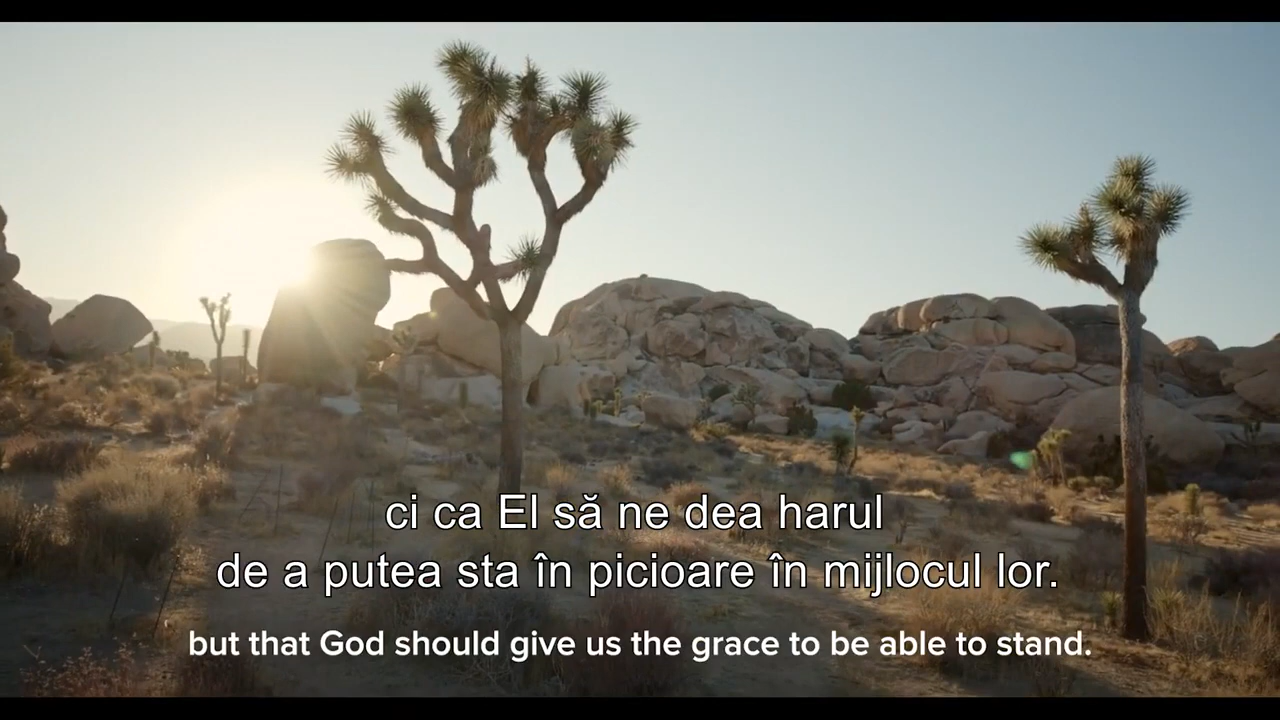 ci ca El să ne dea harul
de a putea sta în picioare în mijlocul lor.
but that God should give us the grace to be able to stand.